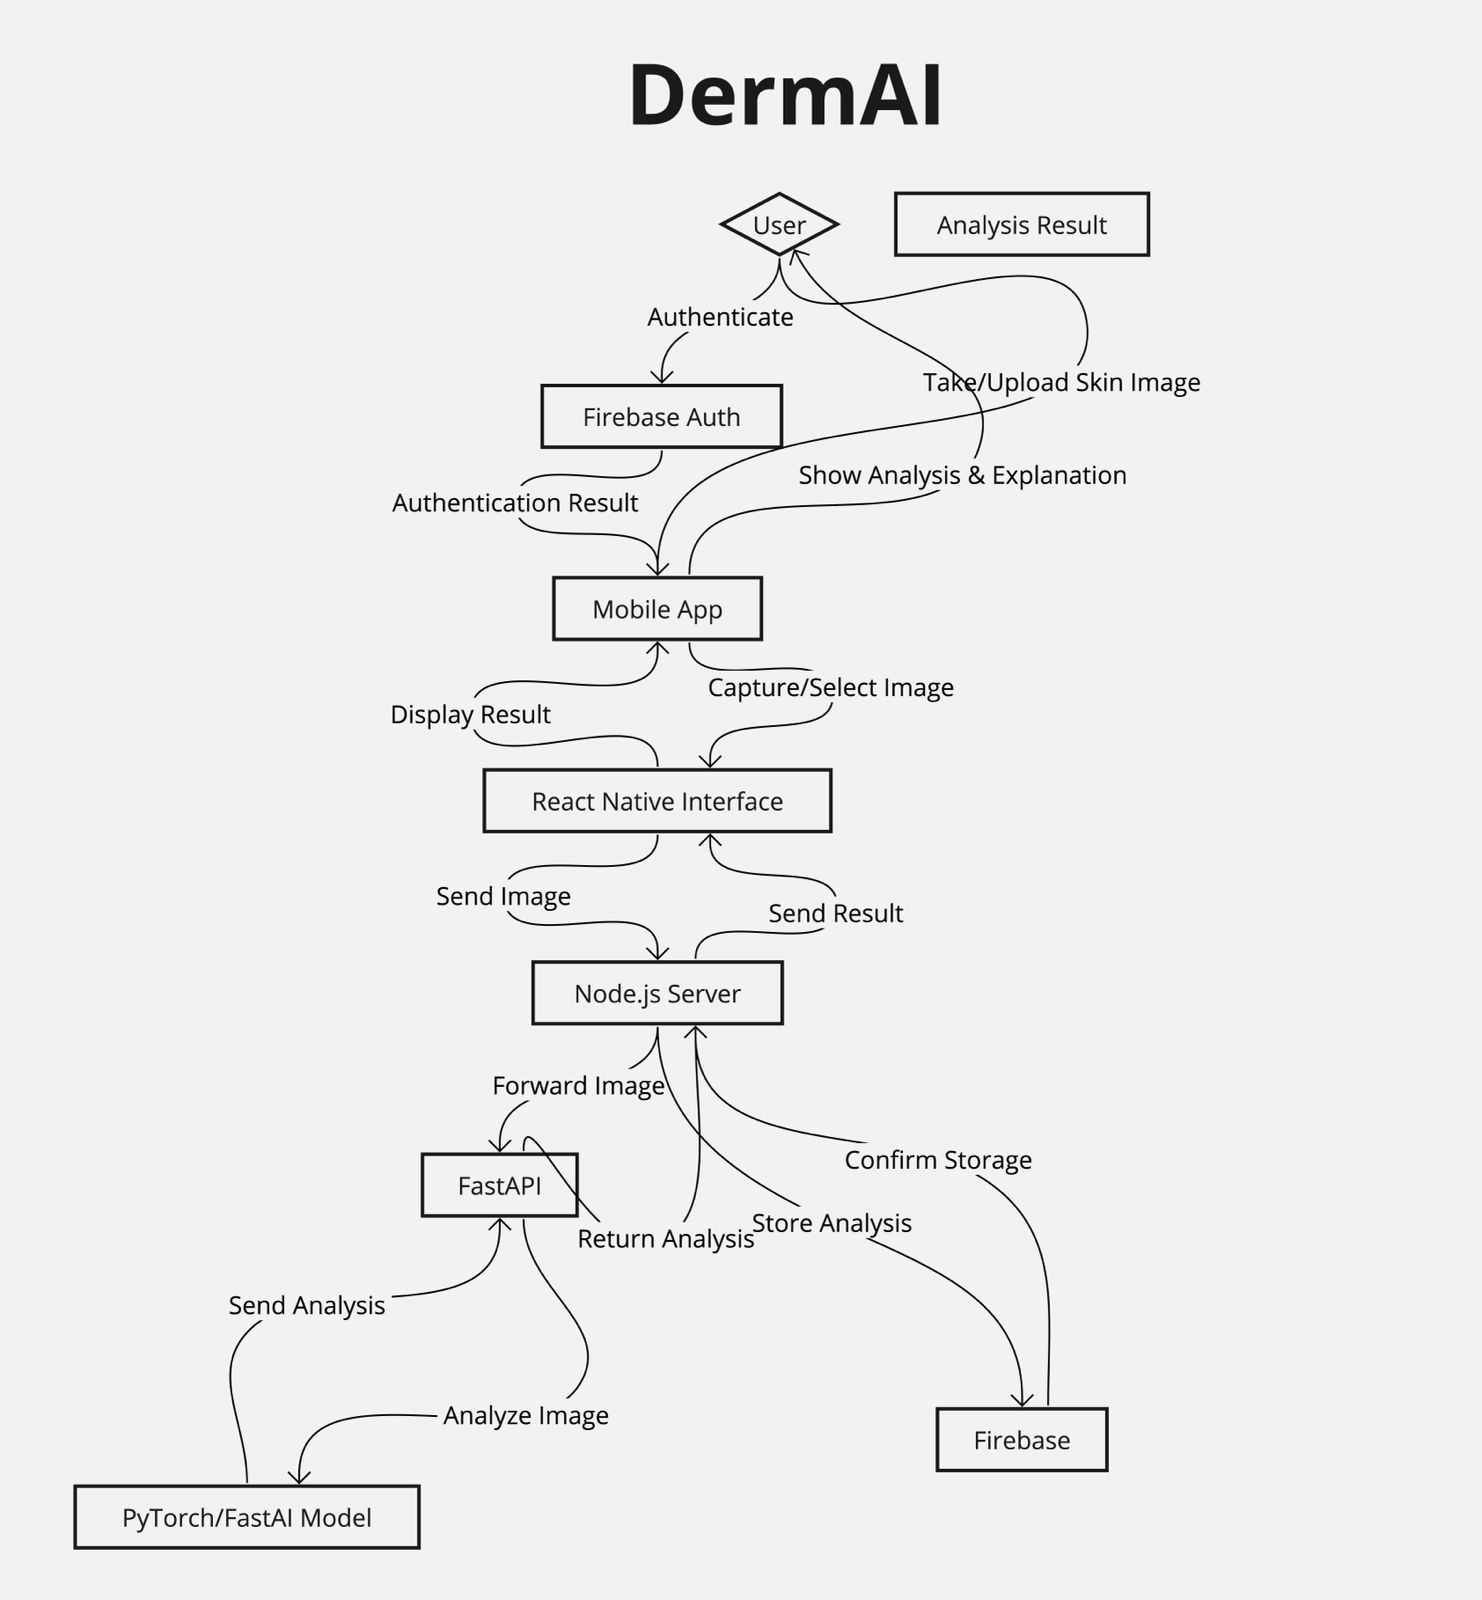 DermAI
User
Analysis Result
Authenticate
Take/Upload Skin Image
Firebase Auth
Show Analysis & Explanation
Authentication Result
Mobile App
Capture/Select Image
Display Result
React Native Interface
Send Image
Send Result
Node.js Server
Forward Image
Confirm Storage
FastAPI
Store Analysis
Return Analysis
Send Analysis
Analyze Image
Firebase
PyTorch/FastAI Model